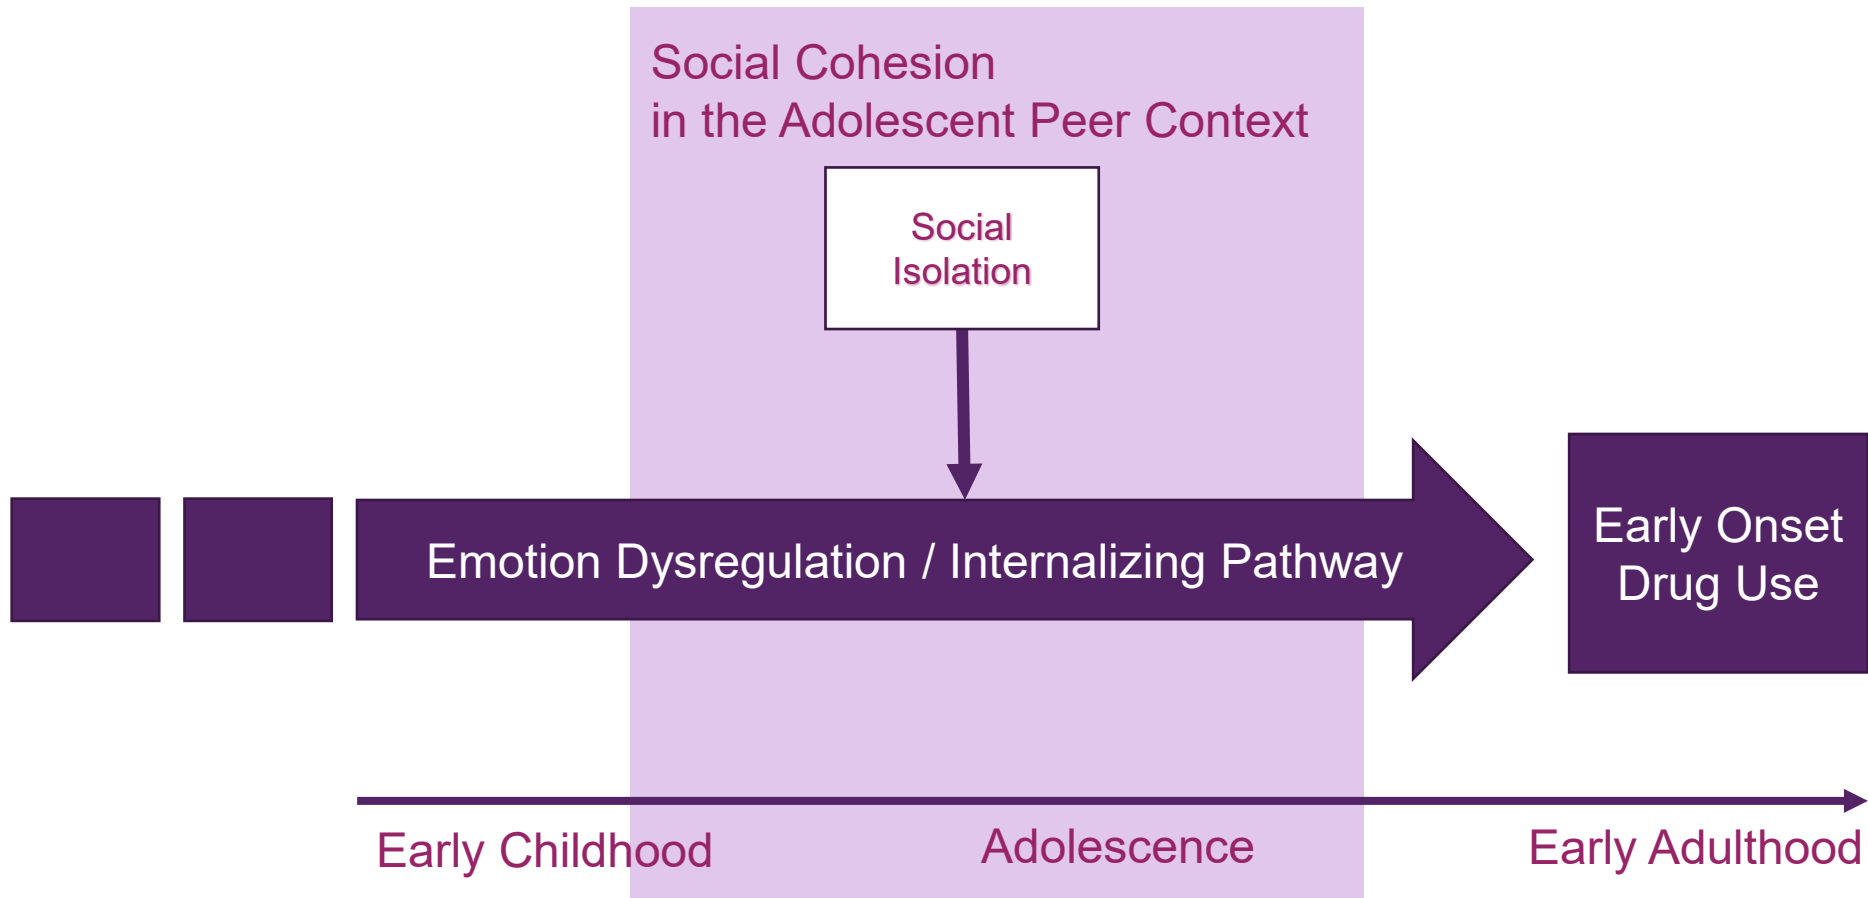 Social Cohesion
in the Adolescent Peer Context
Social
Isolation
Emotion Dysregulation / Internalizing Pathway
Early Onset
Drug Use
Early Childhood
Adolescence
Early Adulthood